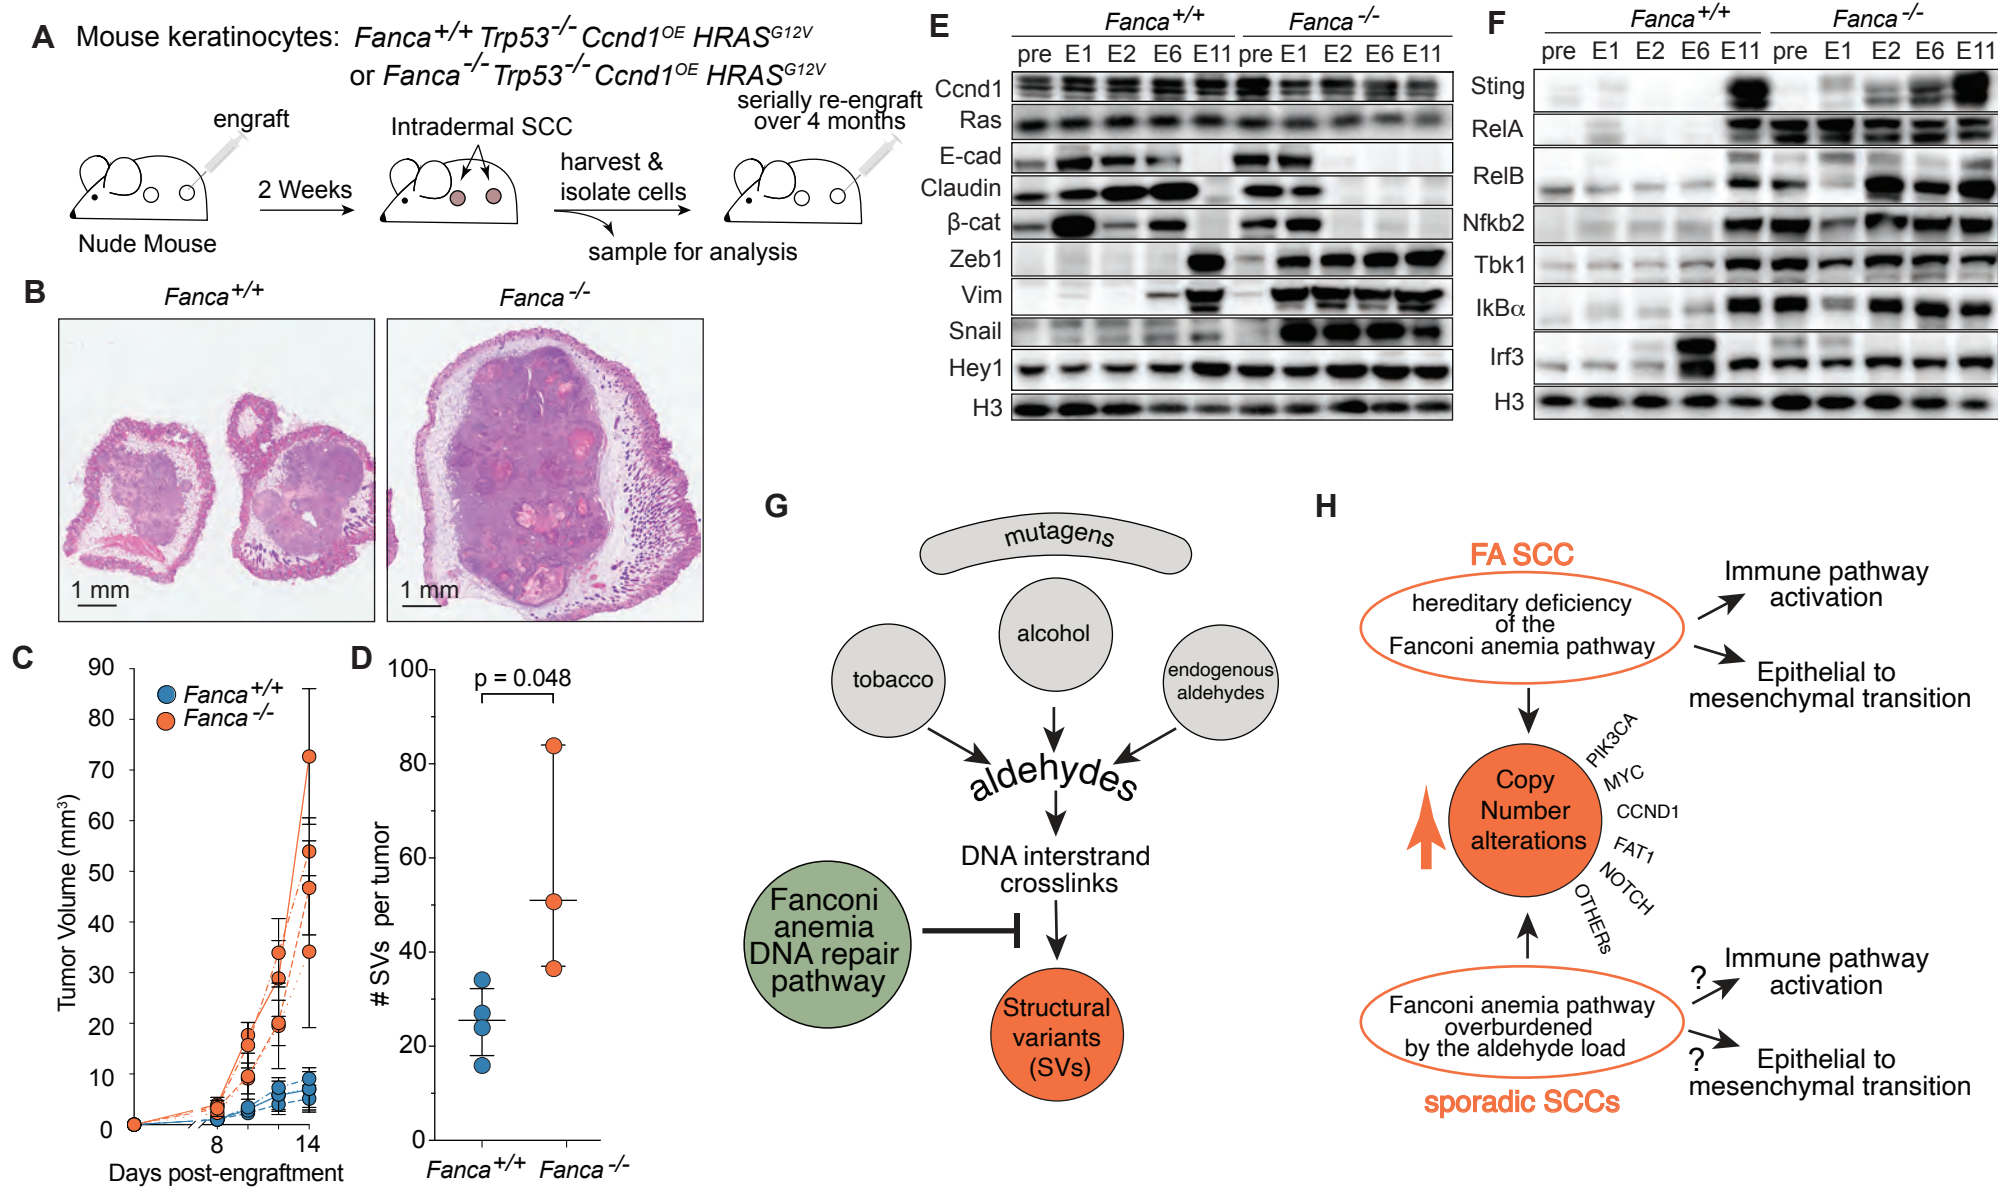 A
Mouse keratinocytes: Fanca+/+ Trp53-/- Ccnd1OE HRASG12V
or Fanca-/- Trp53-/- Ccnd1OE HRASG12V
engraft
2 Weeks
Nude Mouse
Intradermal SCC
harvest &
isolate cells
sample for analysis
serially re-engraft
over 4 months
B
Fanca+/+
Fanca-/-
1 mm
1 mm
C
Tumor Volume (mm3)
90
80
70
60
50
40
30
20
10
0
Fanca+/+
Fanca-/-
8
14
Days post-engraftment
D
# SVs per tumor
100
80
60
40
20
0
p = 0.048
Fanca+/+
Fanca-/-
E
Fanca+/+
Fanca-/-
pre E1 E2 E6 E11 pre E1 E2 E6 E11
Ccnd1
Ras
E-cad
Claudin
β-cat
Zeb1
Vim
Snail
Hey1
H3
F
Fanca+/+
Fanca-/-
pre E1 E2 E6 E11 pre E1 E2 E6 E11
Sting
RelA
RelB
Nfkb2
Tbk1
IkBα
Irf3
H3
G
mutagens
tobacco
alcohol
endogenous
aldehydes
aldehydes
DNA interstrand
crosslinks
Fanconi
anemia
DNA repair
pathway
Structural
variants
(SVs)
H
FA SCC
hereditary deficiency
of the
Fanconi anemia pathway
Immune pathway
activation
Epithelial to
mesenchymal transition
Copy
Number
alterations
PIK3CA
MYC
CCND1
FAT1
NOTCH
OTHERs
Fanconi anemia pathway
overburdened
by the aldehyde load
sporadic SCCs
?
Immune pathway
activation
?
Epithelial to
mesenchymal transition